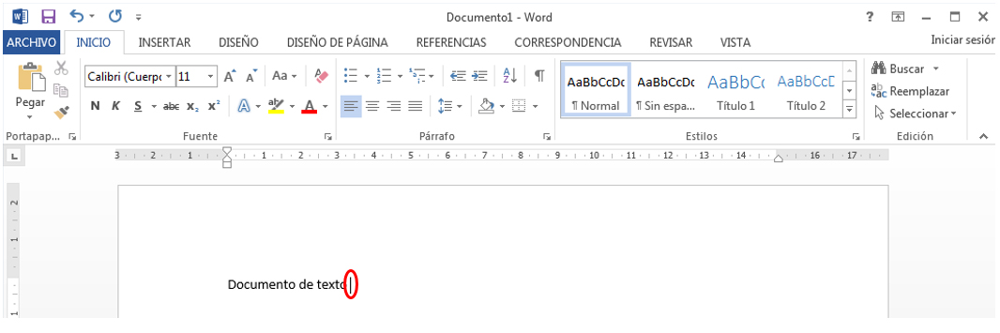 Documento1 - Word
ARCHIVO INICIO INSERTAR DISEÑO DISEÑO DE PÁGINA REFERENCIAS CORRESPONDENCIA REVISAR VISTA Iniciar sesión
Calibri (Cuerpo 11 Aa
Pegar
N K S abc x₂ x² A aby A
AaBbCcDc AaBbCcDc AaBbCc AaBbCcD
¶ Normal ¶ Sin espa... Título 1 Título 2
Buscar
Reemplazar
Seleccionar
Portapap... Fuente Párrafo Estilos Edición
L 3 2 1 1 2 3 4 5 6 7 8 9 10 11 12 13 14 16 17
2
1
Documento de texto
1